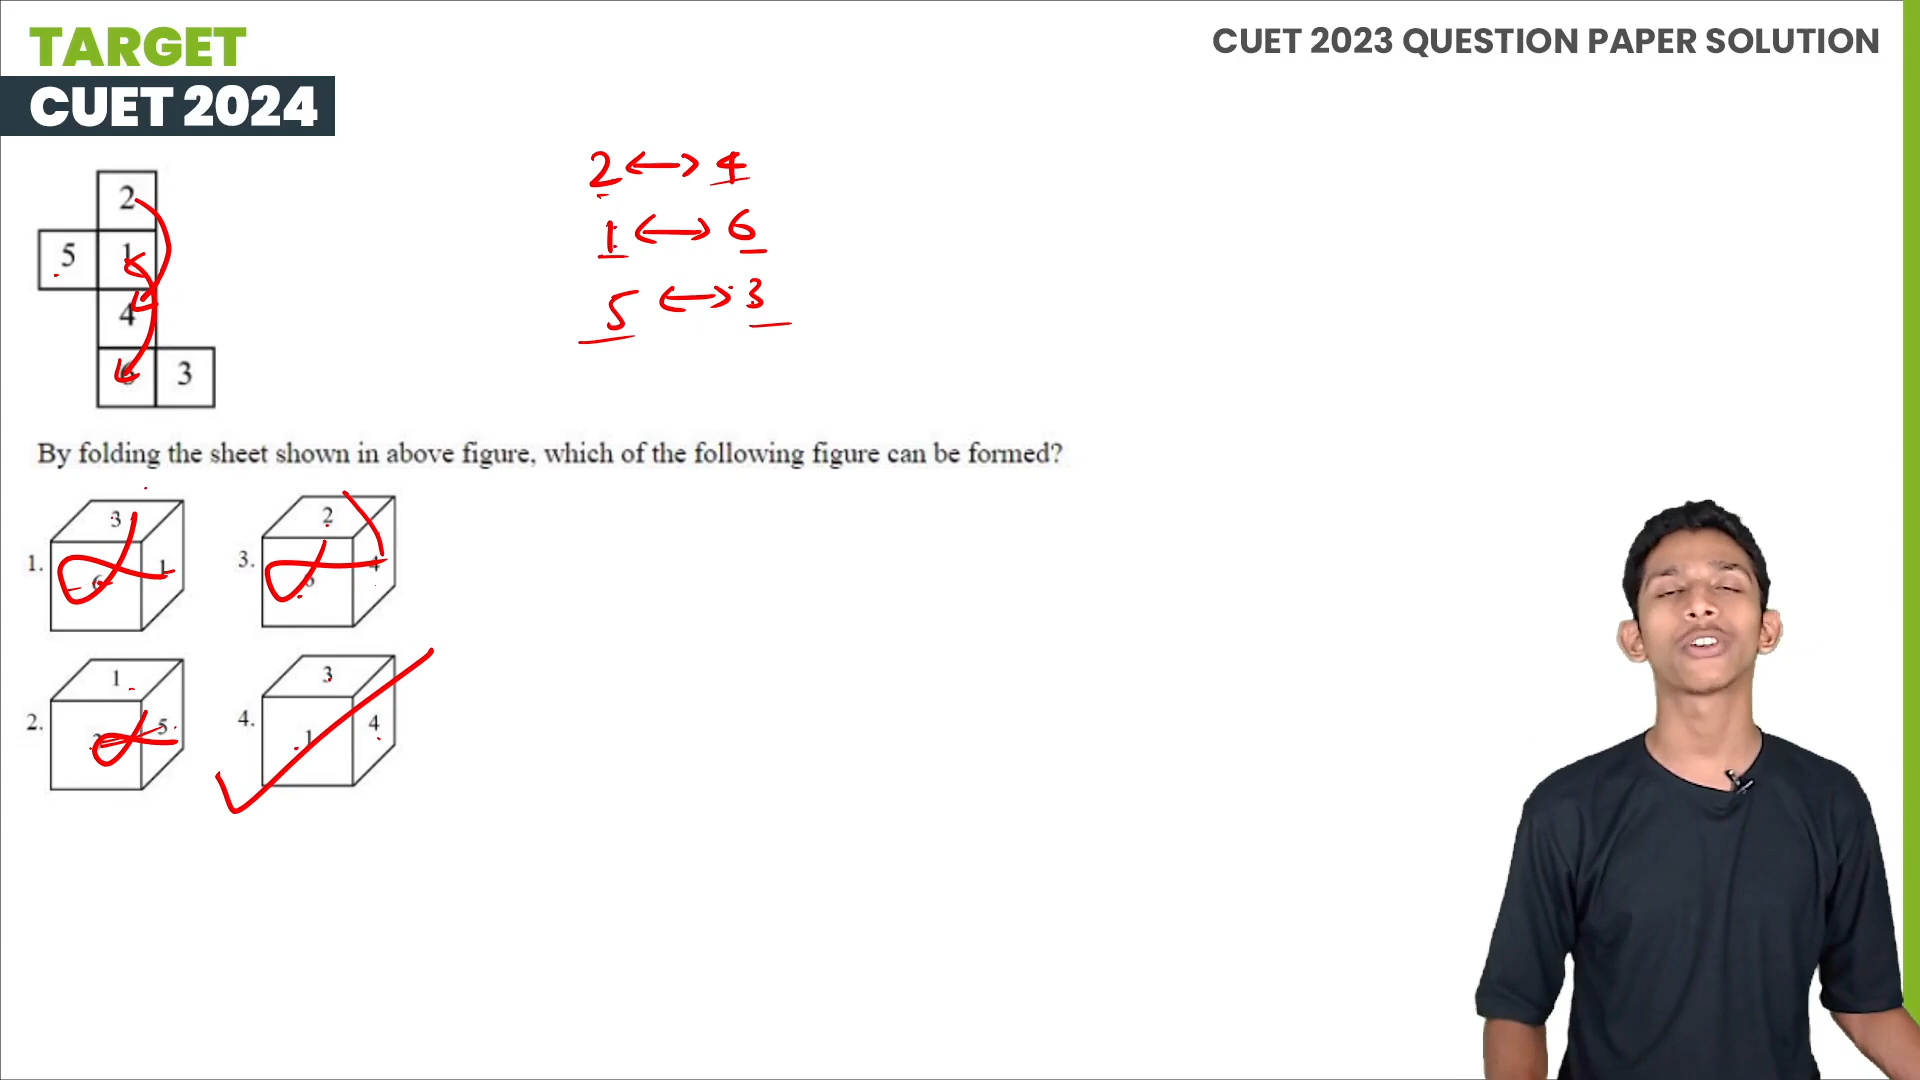 TARGET
CUET 2024
CUET 2023 QUESTION PAPER SOLUTION
2
5 1
4
6 3
2 ↔ 4
1 ↔ 6
5 ↔ 3
By folding the sheet shown in above figure, which of the following figure can be formed?
1. 3 6 1
3. 2 4
2. 1 5
4. 3 1 4